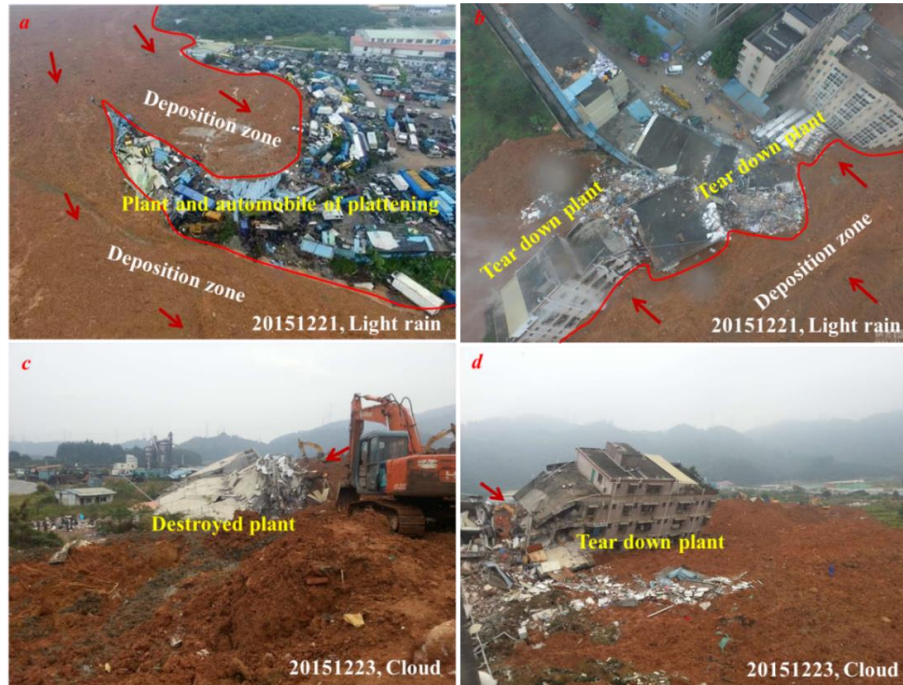 a
Deposition zone
Plant and automobile of plattening
Deposition zone
20151221, Light rain
b
Tear down plant
Tear down plant
Deposition zone
20151221, Light rain
c
Destroyed plant
20151223, Cloud
d
Tear down plant
20151223, Cloud